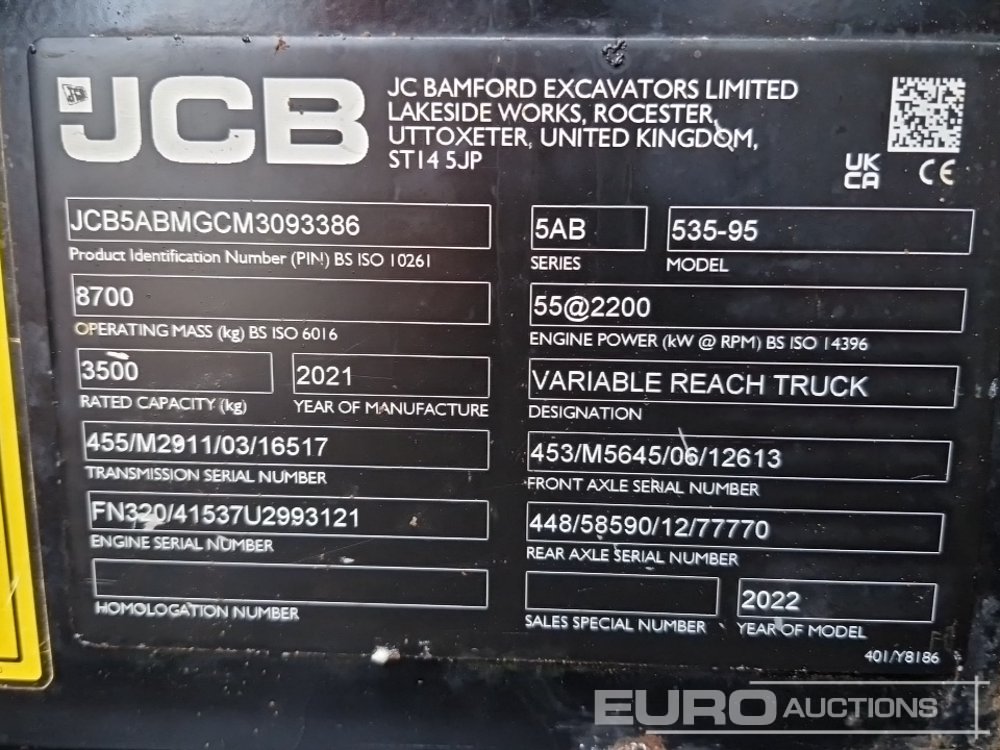 JCB
JC BAMFORD EXCAVATORS LIMITED
LAKESIDE WORKS, ROCESTER,
UTTOXETER, UNITED KINGDOM,
ST14 5JP
UK
CA
CE
JCB5ABMGCM3093386
Product Identification Number (PIN) BS ISO 10261
5AB
SERIES
535-95
MODEL
8700
OPERATING MASS (kg) BS ISO 6016
55@2200
ENGINE POWER (kW @ RPM) BS ISO 14396
3500
RATED CAPACITY (kg)
2021
YEAR OF MANUFACTURE
VARIABLE REACH TRUCK
DESIGNATION
455/M2911/03/16517
TRANSMISSION SERIAL NUMBER
453/M5645/06/12613
FRONT AXLE SERIAL NUMBER
FN320/41537U2993121
ENGINE SERIAL NUMBER
448/58590/12/77770
REAR AXLE SERIAL NUMBER
HOMOLOGATION NUMBER
SALES SPECIAL NUMBER
2022
YEAR OF MODEL
401/Y8186
EURO AUCTIONS